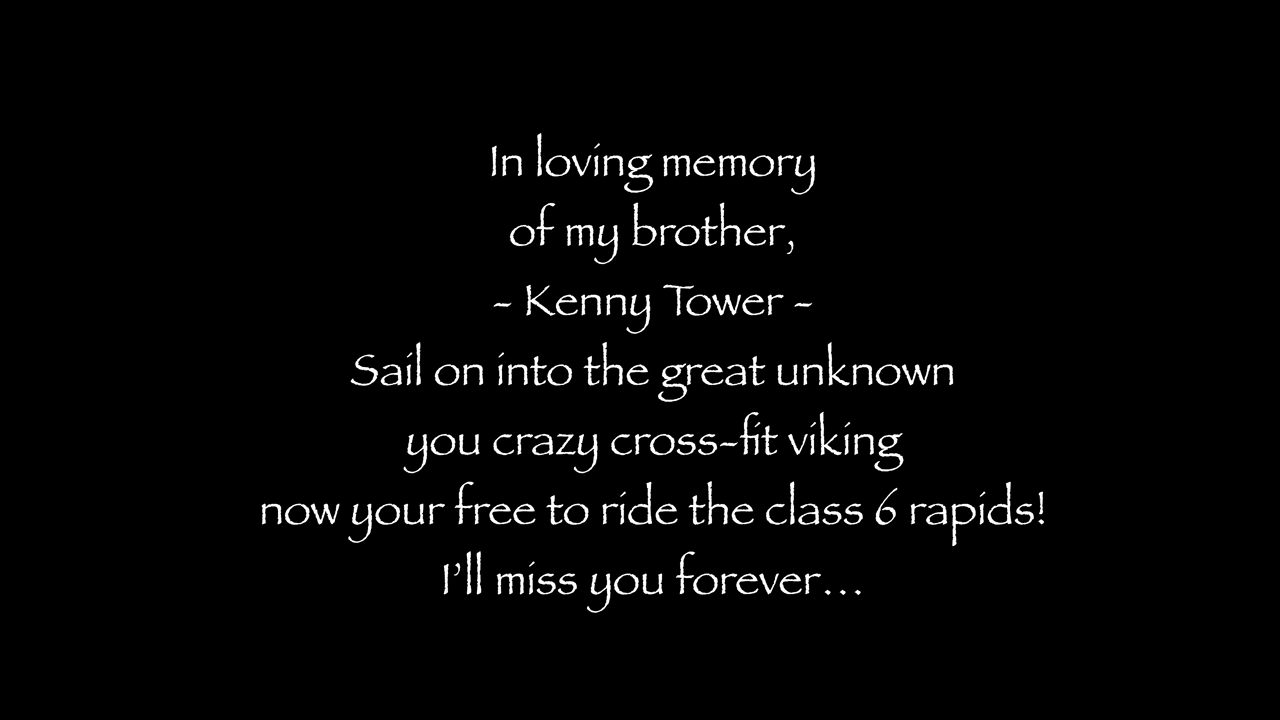 In loving memory
of my brother,
- Kenny Tower -
Sail on into the great unknown
you crazy cross-fit viking
now your free to ride the class 6 rapids!
I'll miss you forever...